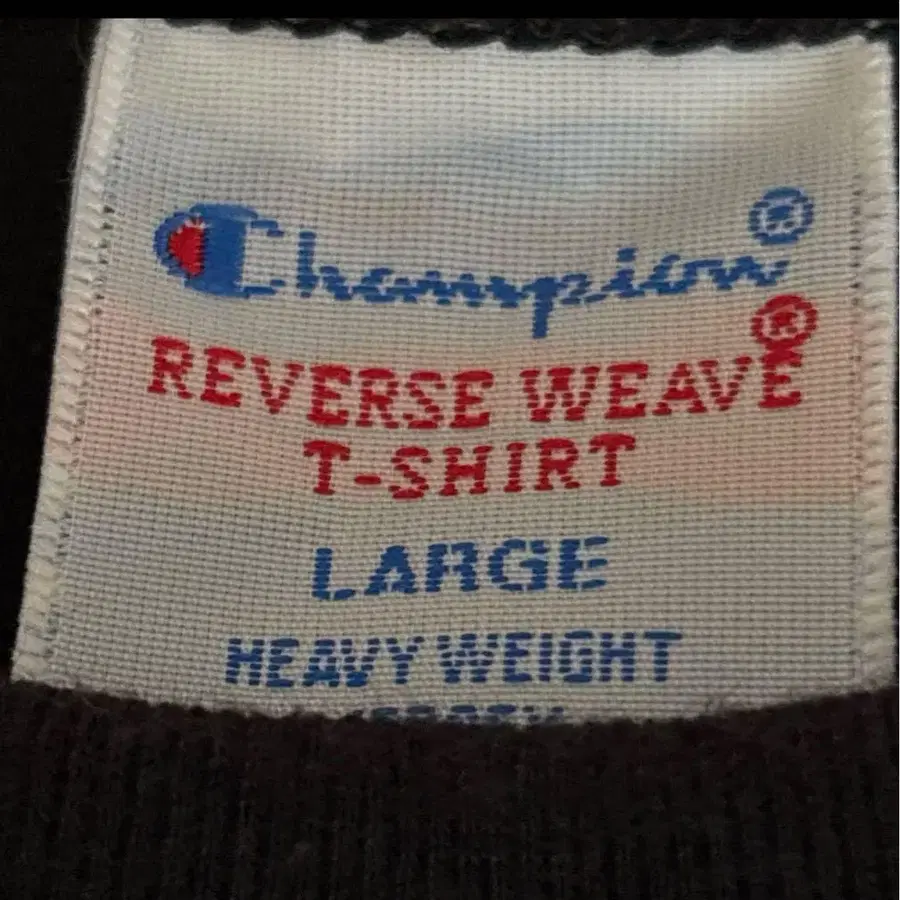 Champion®
REVERSE WEAVE®
T-SHIRT
LARGE
HEAVY WEIGHT